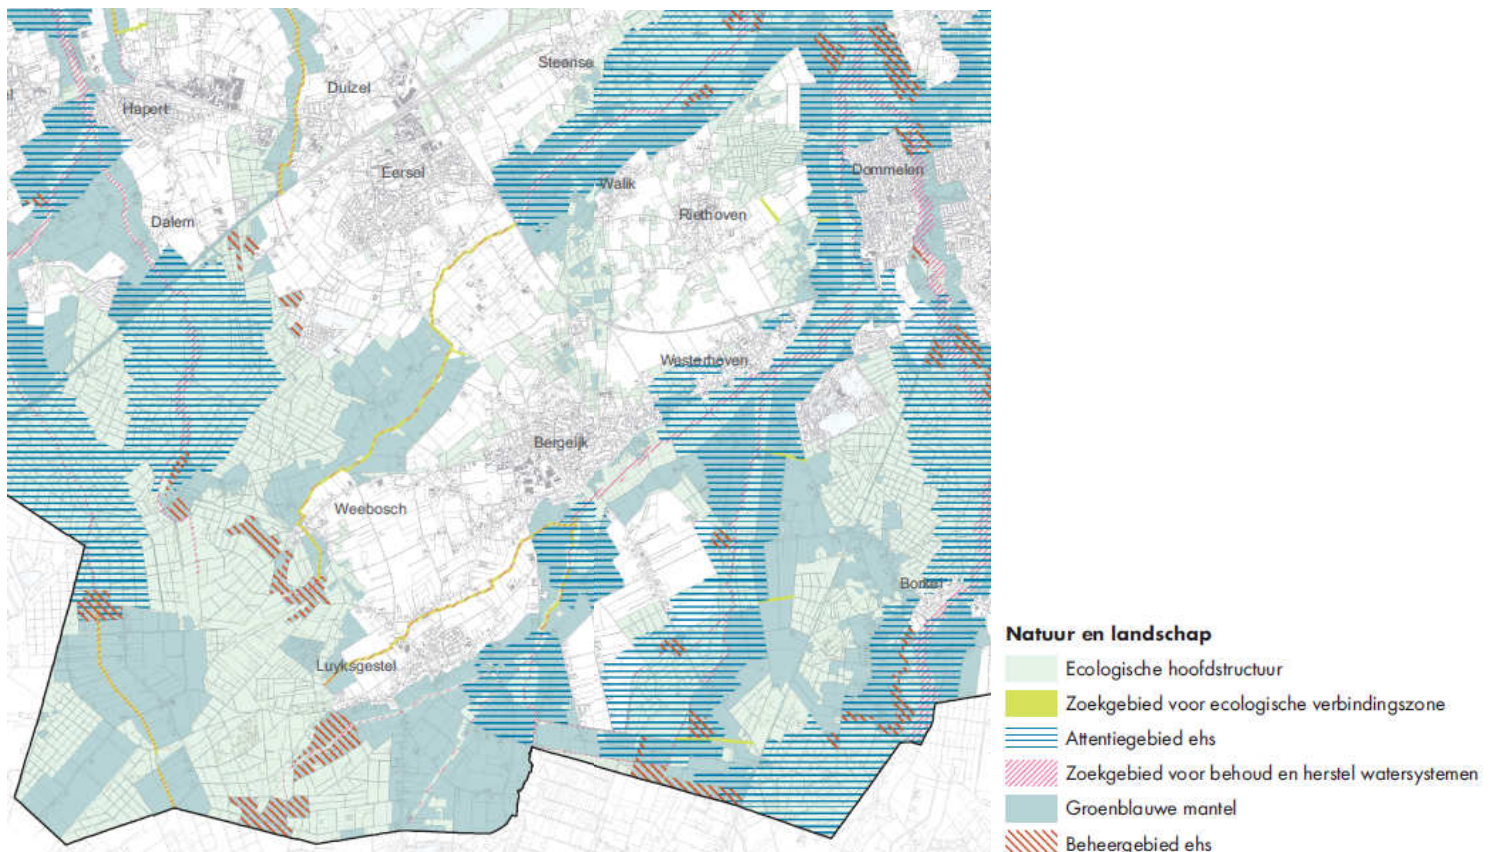 Steensel
Duizel
Hapert
Eersel
Dommelen
Walik
Riethoven
Dalem
Westerhoven
Bergeijk
Weebosch
Borkel
Luyksgestel
Natuur en landschap
Ecologische hoofdstructuur
Zoekgebied voor ecologische verbindingszone
Attentiegebied ehs
Zoekgebied voor behoud en herstel watersystemen
Groenblauwe mantel
Beheergebied ehs